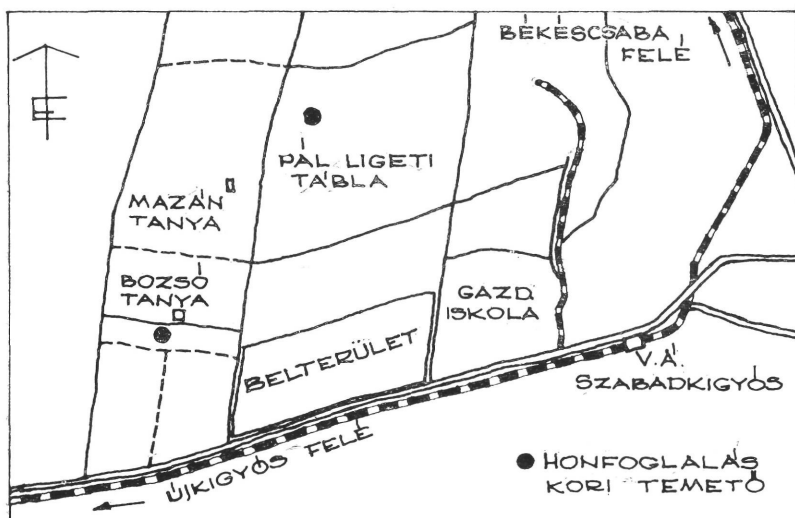 BÉKÉSCSABA
FELÉ
É
PÁL LIGETI
TÁBLA
MAZÁN
TANYA
BOZSÓ
TANYA
GAZD.
ISKOLA
BELTERÜLET
V.Á.
SZABADKIGYÓS
ÚJKIGYÓS FELÉ
HONFOGLALÁS
KORI TEMETŐ